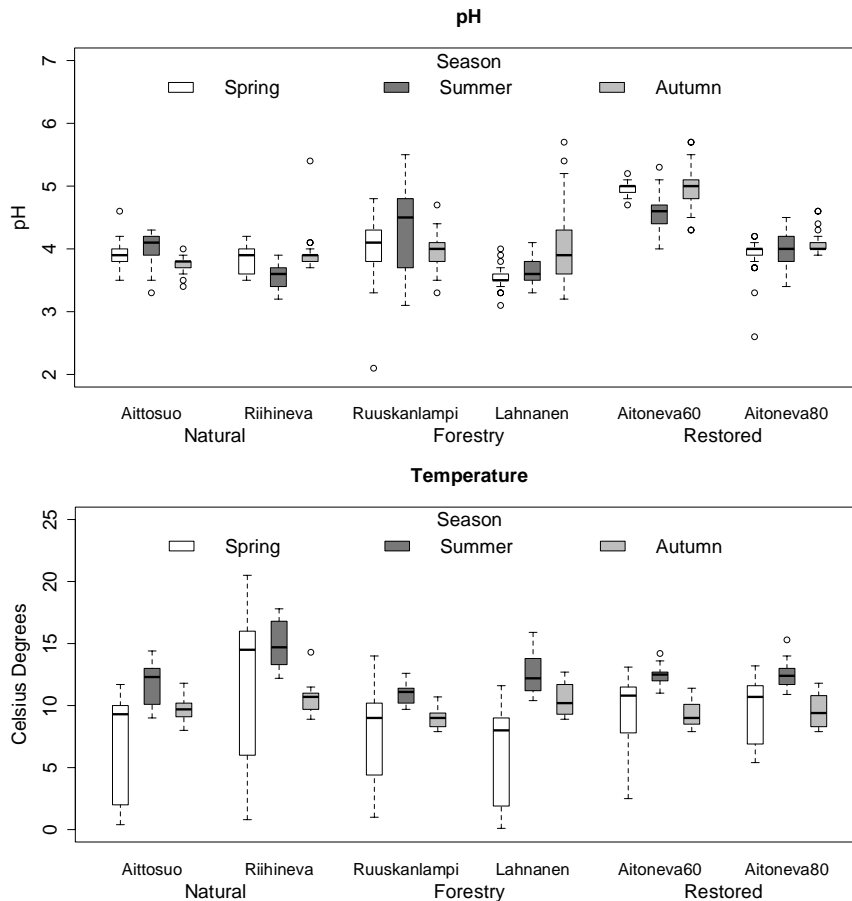 pH
Season
Spring Summer Autumn
pH
7
6
5
4
3
2
Aittosuo Riihineva Ruuskanlampi Lahnanen Aitoneva60 Aitoneva80
Natural Forestry Restored
Temperature
Season
Spring Summer Autumn
Celsius Degrees
25
20
15
10
5
0
Aittosuo Riihineva Ruuskanlampi Lahnanen Aitoneva60 Aitoneva80
Natural Forestry Restored